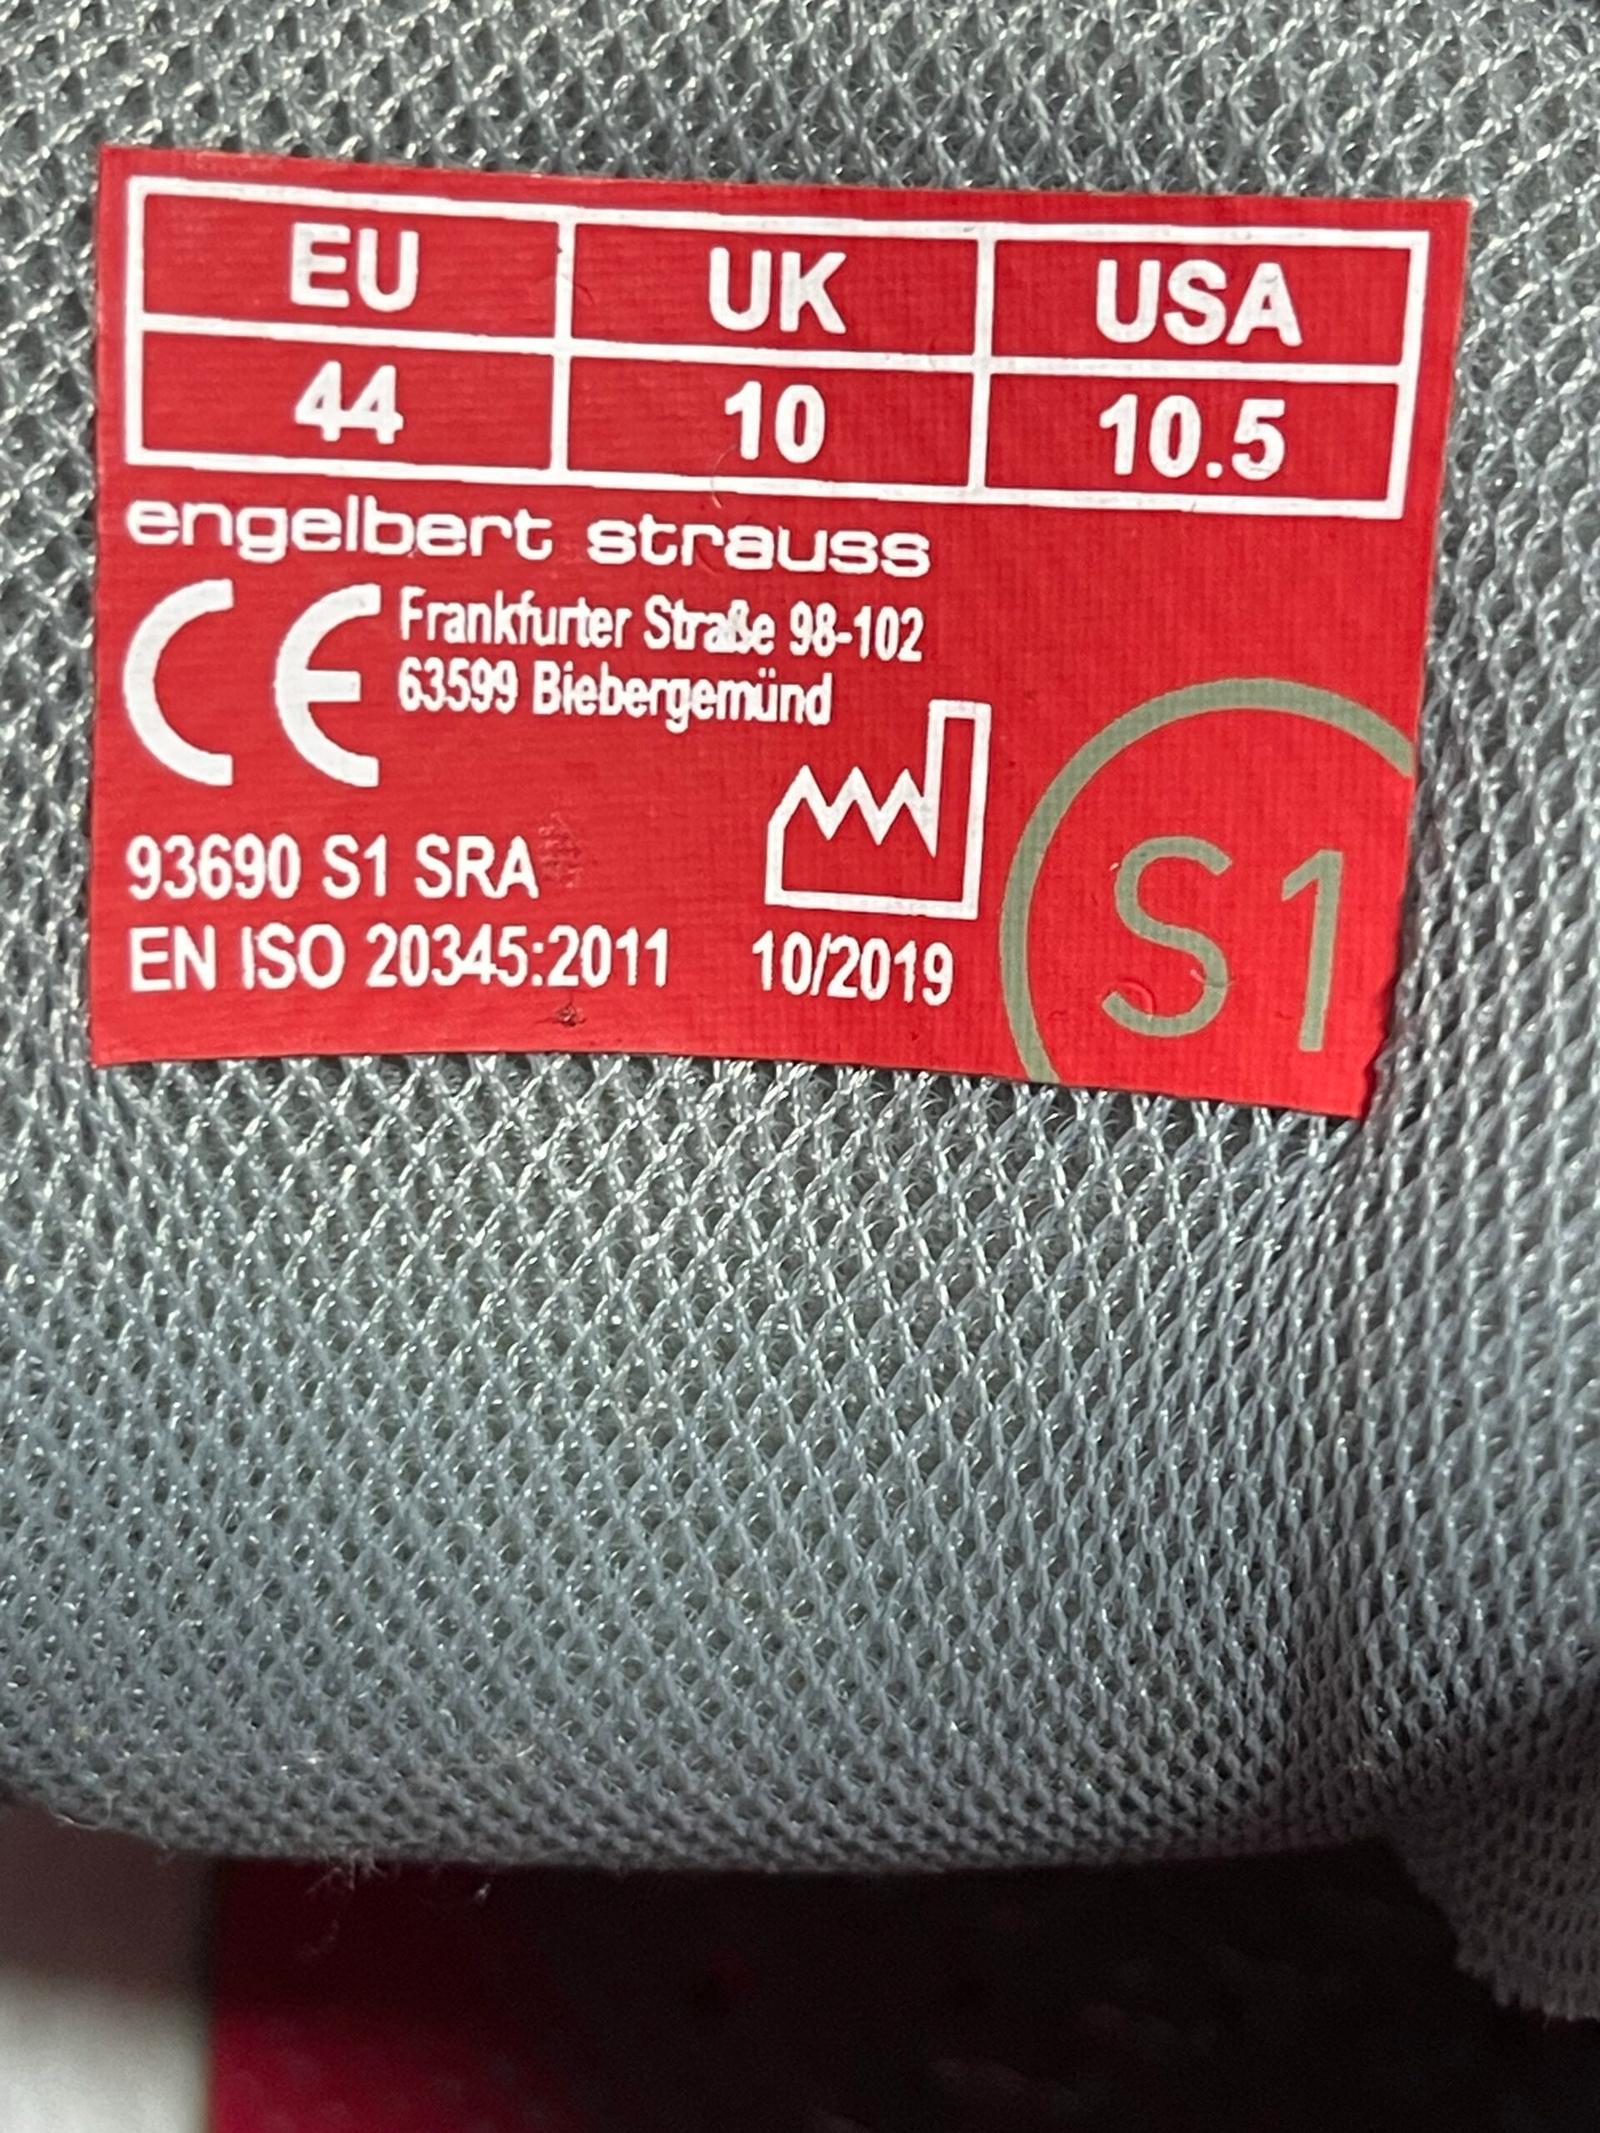 EU UK USA
44 10 10.5
engelbert strauss
CE Frankfurter Straße 98-102
63599 Biebergemünd
93690 S1 SRA
EN ISO 20345:2011 10/2019
S1